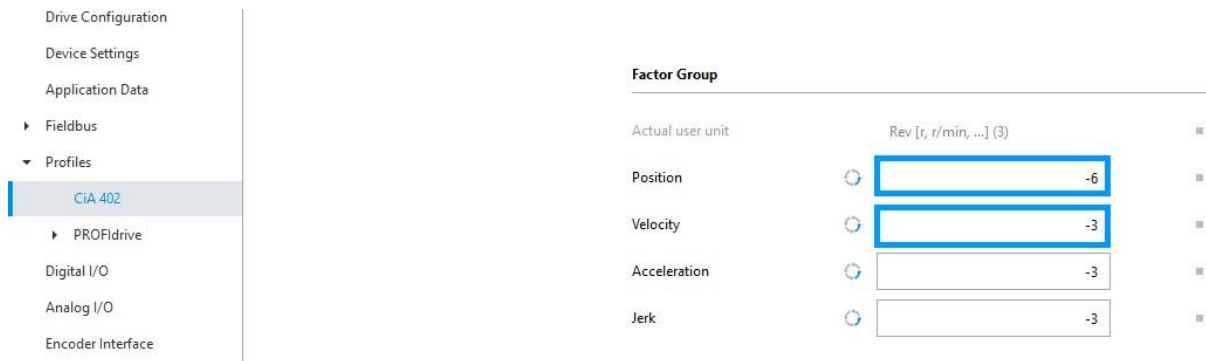 Drive Configuration
Device Settings
Application Data
Fieldbus
Profiles
CiA 402
PROFIdrive
Digital I/O
Analog I/O
Encoder Interface
Factor Group
Actual user unit Rev [r, r/min, ...] (3)
Position -6
Velocity -3
Acceleration -3
Jerk -3